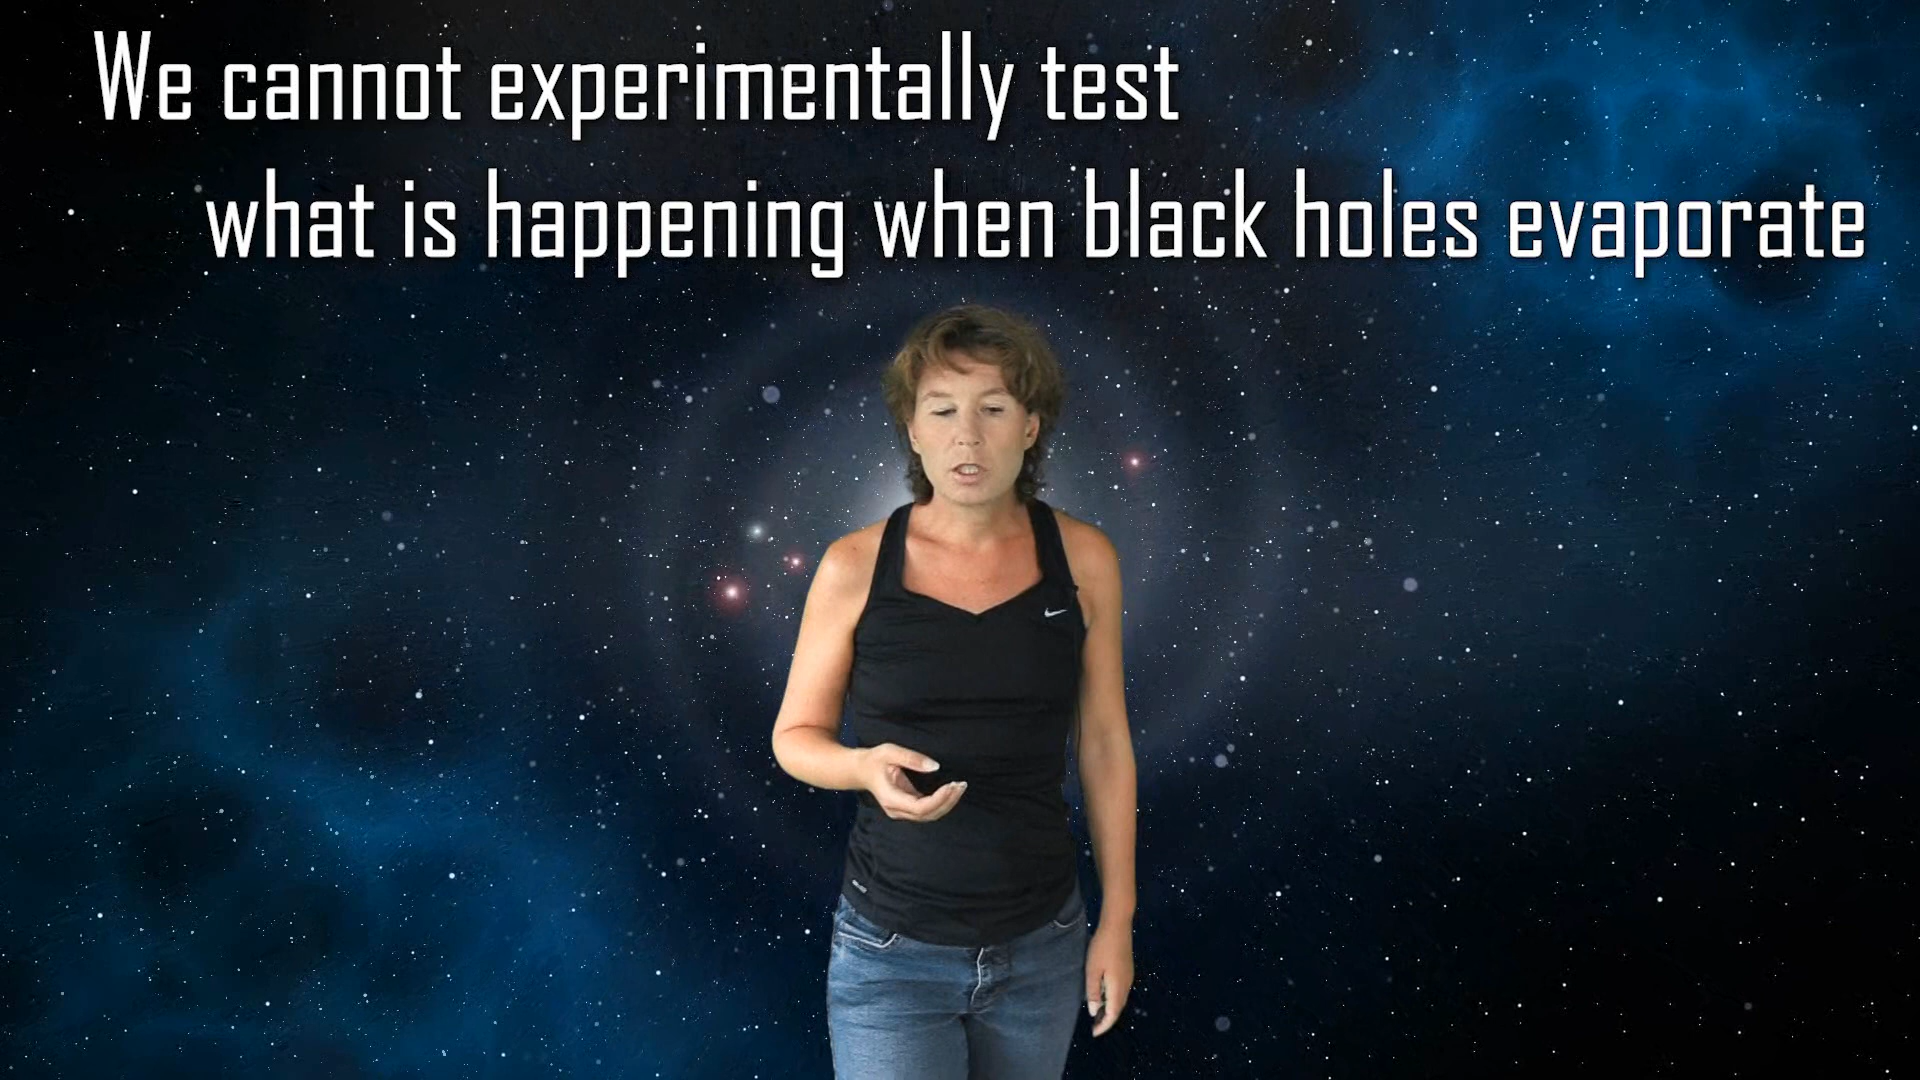 We cannot experimentally test
what is happening when black holes evaporate